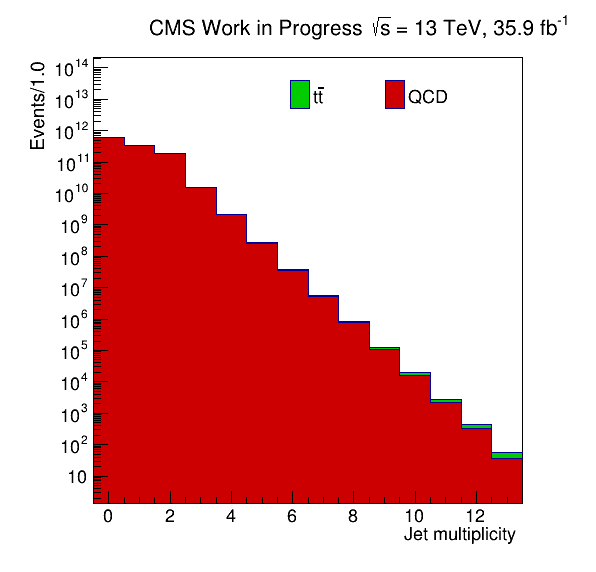 CMS Work in Progress √s = 13 TeV, 35.9 fb⁻¹
Events/1.0
tt̄
QCD
10¹⁴
10¹³
10¹²
10¹¹
10¹⁰
10⁹
10⁸
10⁷
10⁶
10⁵
10⁴
10³
10²
10
0 2 4 6 8 10 12
Jet multiplicity